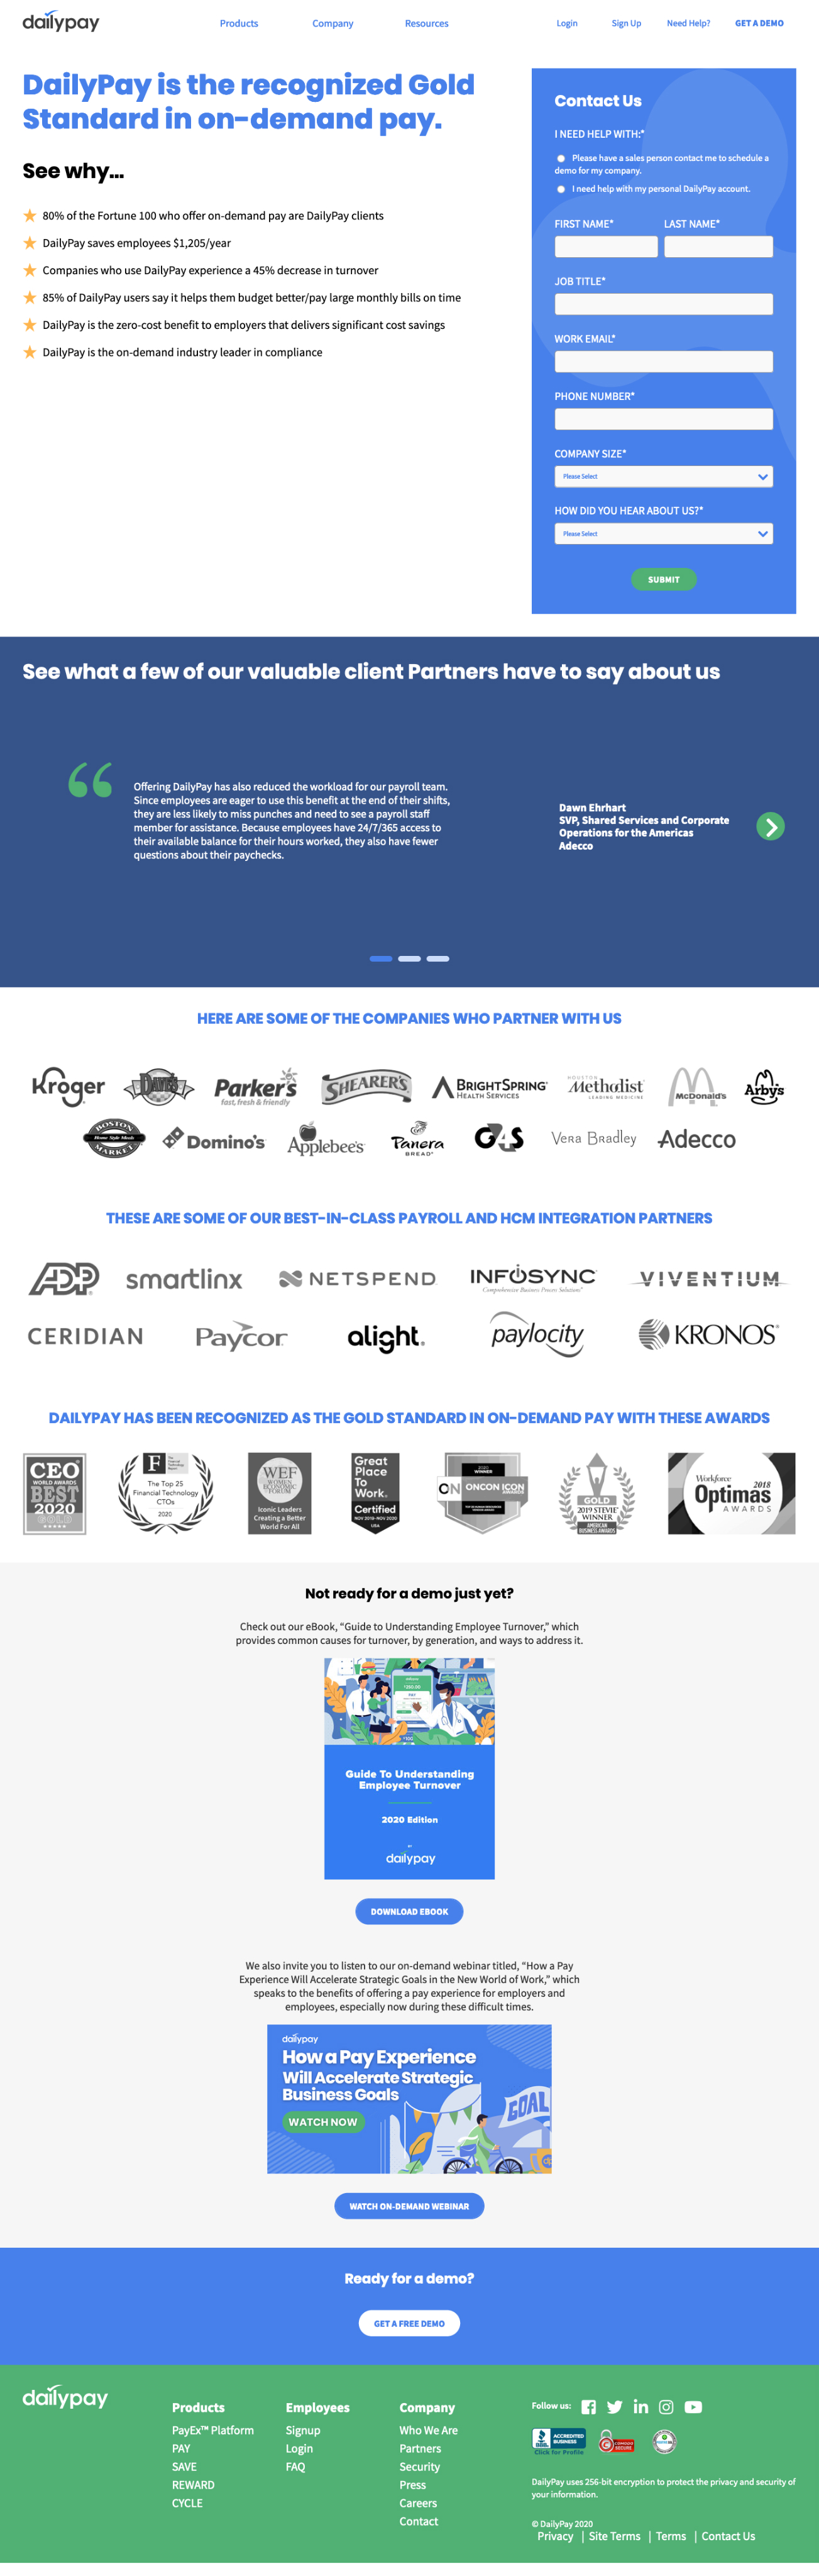 dailypay
Products
Company
Resources
Login
Sign Up
Need Help?
GET A DEMO
DailyPay is the recognized Gold
Standard in on-demand pay.
See why...
80% of the Fortune 100 who offer on-demand pay are DailyPay clients
DailyPay saves employees $1,205/year
Companies who use DailyPay experience a 45% decrease in turnover
85% of DailyPay users say it helps them budget better/pay large monthly bills on time
DailyPay is the zero-cost benefit to employers that delivers significant cost savings
DailyPay is the on-demand industry leader in compliance
Contact Us
I NEED HELP WITH:*
Please have a sales person contact me to schedule a
demo for my company.
I need help with my personal DailyPay account.
FIRST NAME*
LAST NAME*
JOB TITLE*
WORK EMAIL*
PHONE NUMBER*
COMPANY SIZE*
Please Select
HOW DID YOU HEAR ABOUT US?*
Please Select
SUBMIT
See what a few of our valuable client Partners have to say about us
Offering DailyPay has also reduced the workload for our payroll team.
Since employees are eager to use this benefit at the end of their shifts,
they are less likely to miss punches and need to see a payroll staff
member for assistance. Because employees have 24/7/365 access to
their available balance for their hours worked, they also have fewer
questions about their paychecks.
Dawn Ehrhart
SVP, Shared Services and Corporate
Operations for the Americas
Adecco
HERE ARE SOME OF THE COMPANIES WHO PARTNER WITH US
Kroger
DAVE'S
Parker's
fast, fresh & friendly
SHEARER'S
BRIGHTSPRING
HEALTH SERVICES
HOUSTON
Methodist
LEADING MEDICINE
McDonald's
Arby's
BOSTON
Home Style Meals
MARKET
Domino's
Applebee's
Panera
BREAD
G4S
VERA BRADLEY
Adecco
THESE ARE SOME OF OUR BEST-IN-CLASS PAYROLL AND HCM INTEGRATION PARTNERS
ADP
smartlinx
NETSPEND
INFOSYNC
Comprehensive Business Process Solutions
VIVENTIUM
CERIDIAN
Paycor
alight
paylocity
KRONOS
DAILYPAY HAS BEEN RECOGNIZED AS THE GOLD STANDARD IN ON-DEMAND PAY WITH THESE AWARDS
CEO
WORLD AWARDS
BEST
2020
GOLD
F
The Top 25
Financial Technology
CTOs
2020
WEF
WOMEN
ECONOMIC
FORUM
Iconic Leaders
Creating a Better
World For All
Great
Place
To
Work.
Certified
NOV 2019-NOV 2020
USA
2020
WINNER
ON ONCON ICON
GOLD
2019 STEVIE
WINNER
AMERICAN
BUSINESS AWARDS
Workforce 2018
Optimas
AWARDS
Not ready for a demo just yet?
Check out our eBook, “Guide to Understanding Employee Turnover,” which
provides common causes for turnover, by generation, and ways to address it.
Guide To Understanding
Employee Turnover
2020 Edition
BY
dailypay
DOWNLOAD EBOOK
We also invite you to listen to our on-demand webinar titled, “How a Pay
Experience Will Accelerate Strategic Goals in the New World of Work,” which
speaks to the benefits of offering a pay experience for employers and
employees, especially now during these difficult times.
dailypay
How a Pay Experience
Will Accelerate Strategic
Business Goals
WATCH NOW
GOAL
WATCH ON-DEMAND WEBINAR
Ready for a demo?
GET A FREE DEMO
dailypay
Products
PayEx™ Platform
PAY
SAVE
REWARD
CYCLE
Employees
Signup
Login
FAQ
Company
Who We Are
Partners
Security
Press
Careers
Contact
Follow us:
BBB
ACCREDITED
BUSINESS
Click for Profile
COMODO
SECURE
DailyPay uses 256-bit encryption to protect the privacy and security of
your information.
© DailyPay 2020
Privacy | Site Terms | Terms | Contact Us